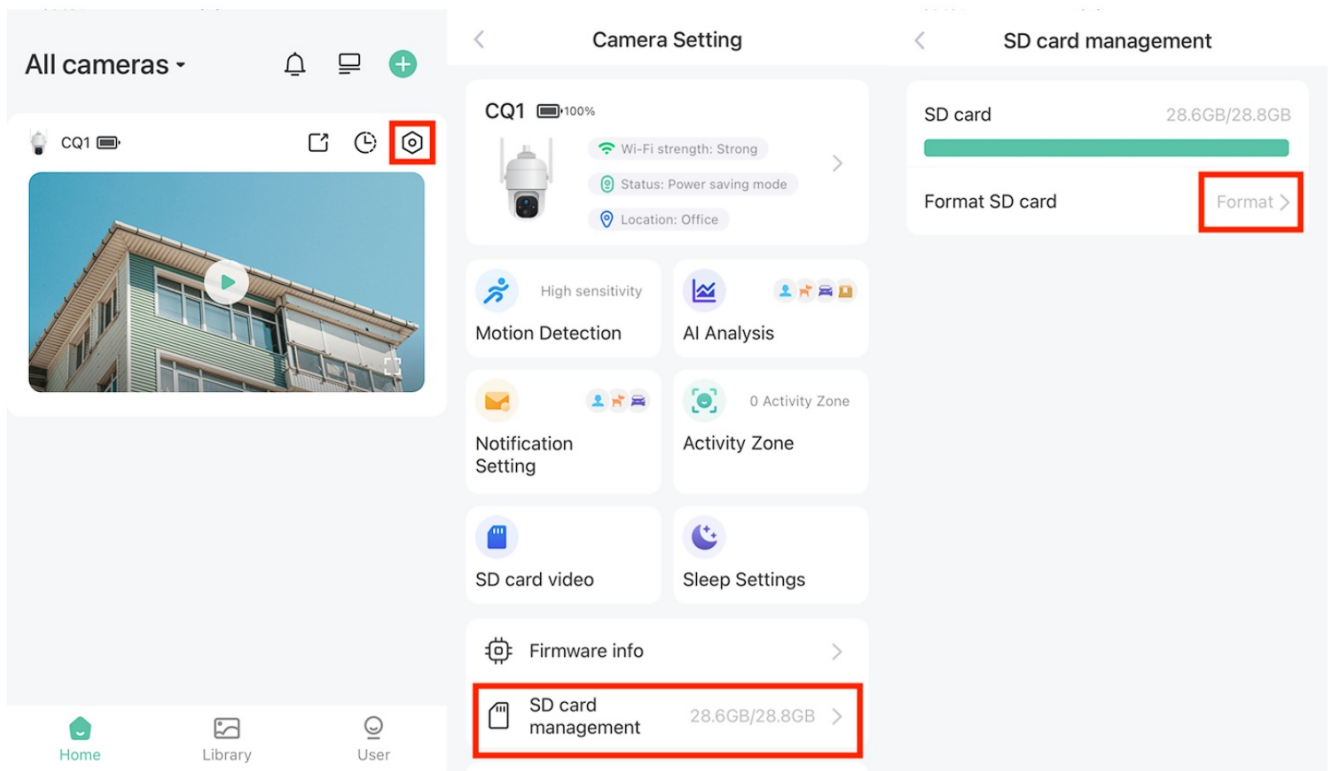 All cameras
CQ1
Home
Library
User
Camera Setting
CQ1 100%
Wi-Fi strength: Strong
Status: Power saving mode
Location: Office
High sensitivity
Motion Detection
AI Analysis
Notification
Setting
0 Activity Zone
Activity Zone
SD card video
Sleep Settings
Firmware info
SD card
management
28.6GB/28.8GB
SD card management
SD card 28.6GB/28.8GB
Format SD card Format